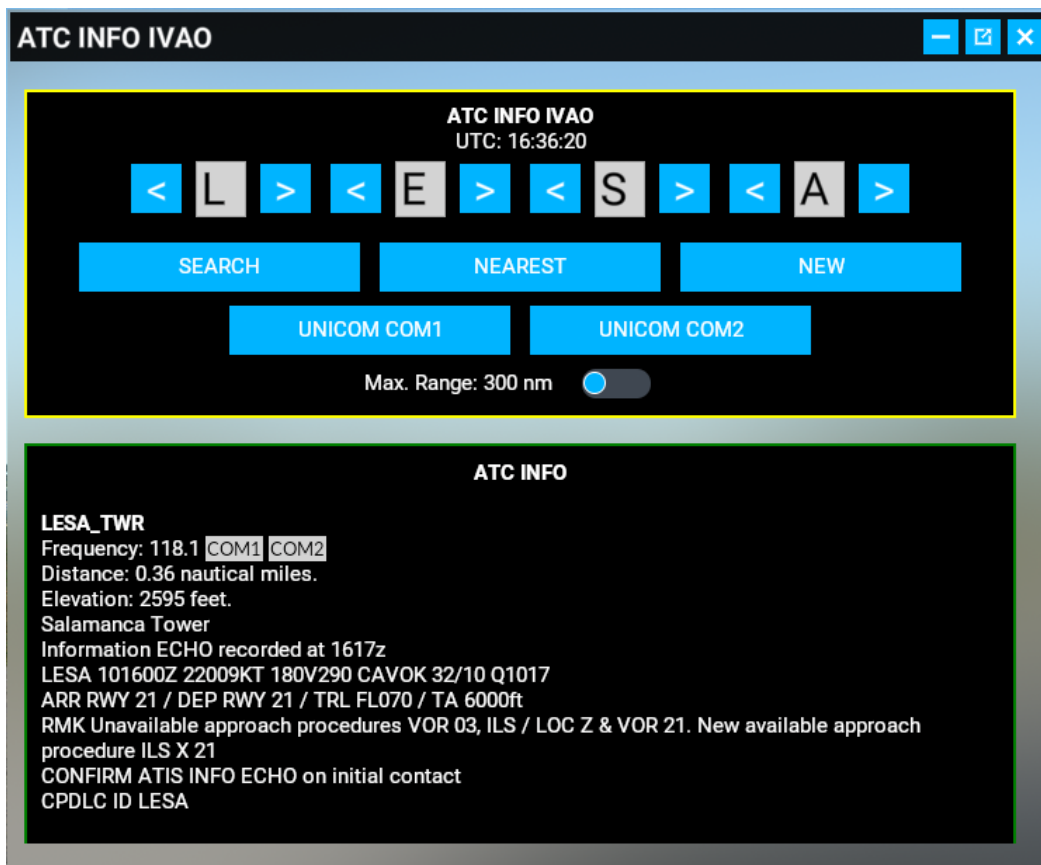 ATC INFO IVAO
ATC INFO IVAO
UTC: 16:36:20
< L > < E > < S > < A >
SEARCH NEAREST NEW
UNICOM COM1 UNICOM COM2
Max. Range: 300 nm
ATC INFO
LESA_TWR
Frequency: 118.1 COM1 COM2
Distance: 0.36 nautical miles.
Elevation: 2595 feet.
Salamanca Tower
Information ECHO recorded at 1617z
LESA 101600Z 22009KT 180V290 CAVOK 32/10 Q1017
ARR RWY 21 / DEP RWY 21 / TRL FL070 / TA 6000ft
RMK Unavailable approach procedures VOR 03, ILS / LOC Z & VOR 21. New available approach
procedure ILS X 21
CONFIRM ATIS INFO ECHO on initial contact
CPDLC ID LESA